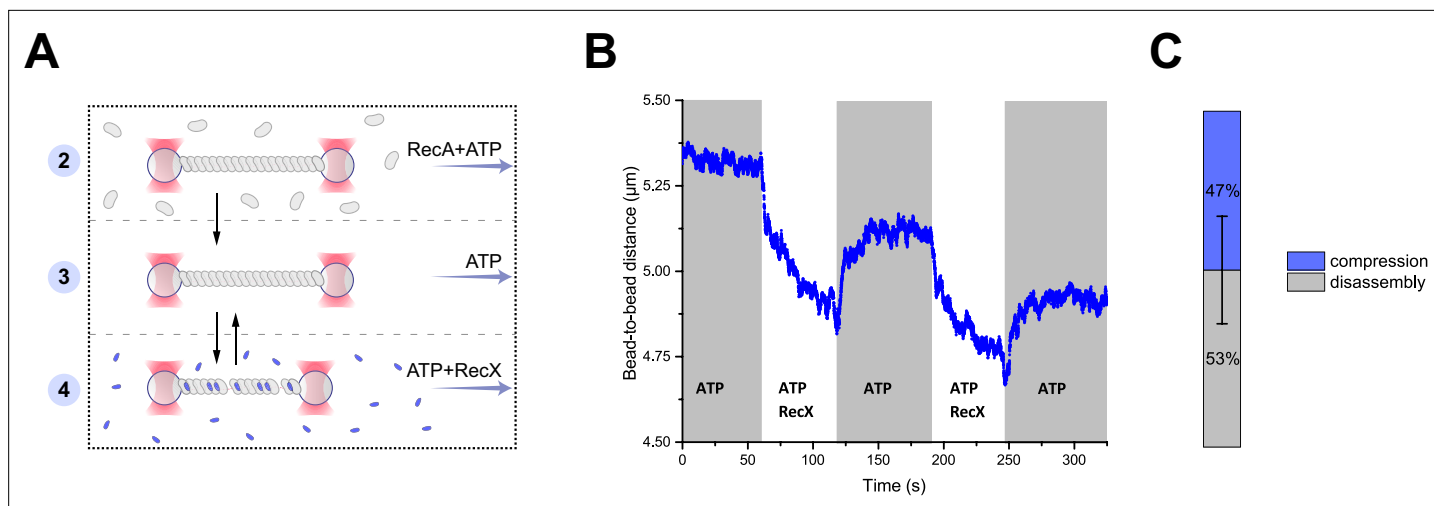 A
2
RecA+ATP
3
ATP
4
ATP+RecX
B
Bead-to-bead distance (μm)
5.50
5.25
5.00
4.75
4.50
ATP
ATP
RecX
ATP
ATP
RecX
ATP
0
50
100
150
200
250
300
Time (s)
C
47%
53%
compression
disassembly